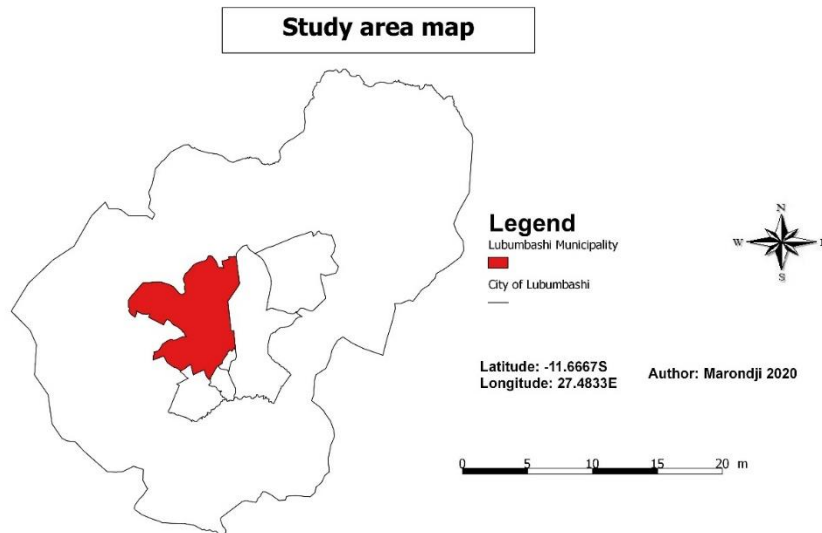 Study area map
Legend
Lubumbashi Municipality
City of Lubumbashi
N
W
S
Latitude: -11.6667S
Longitude: 27.4833E
Author: Marondji 2020
0 5 10 15 20 m